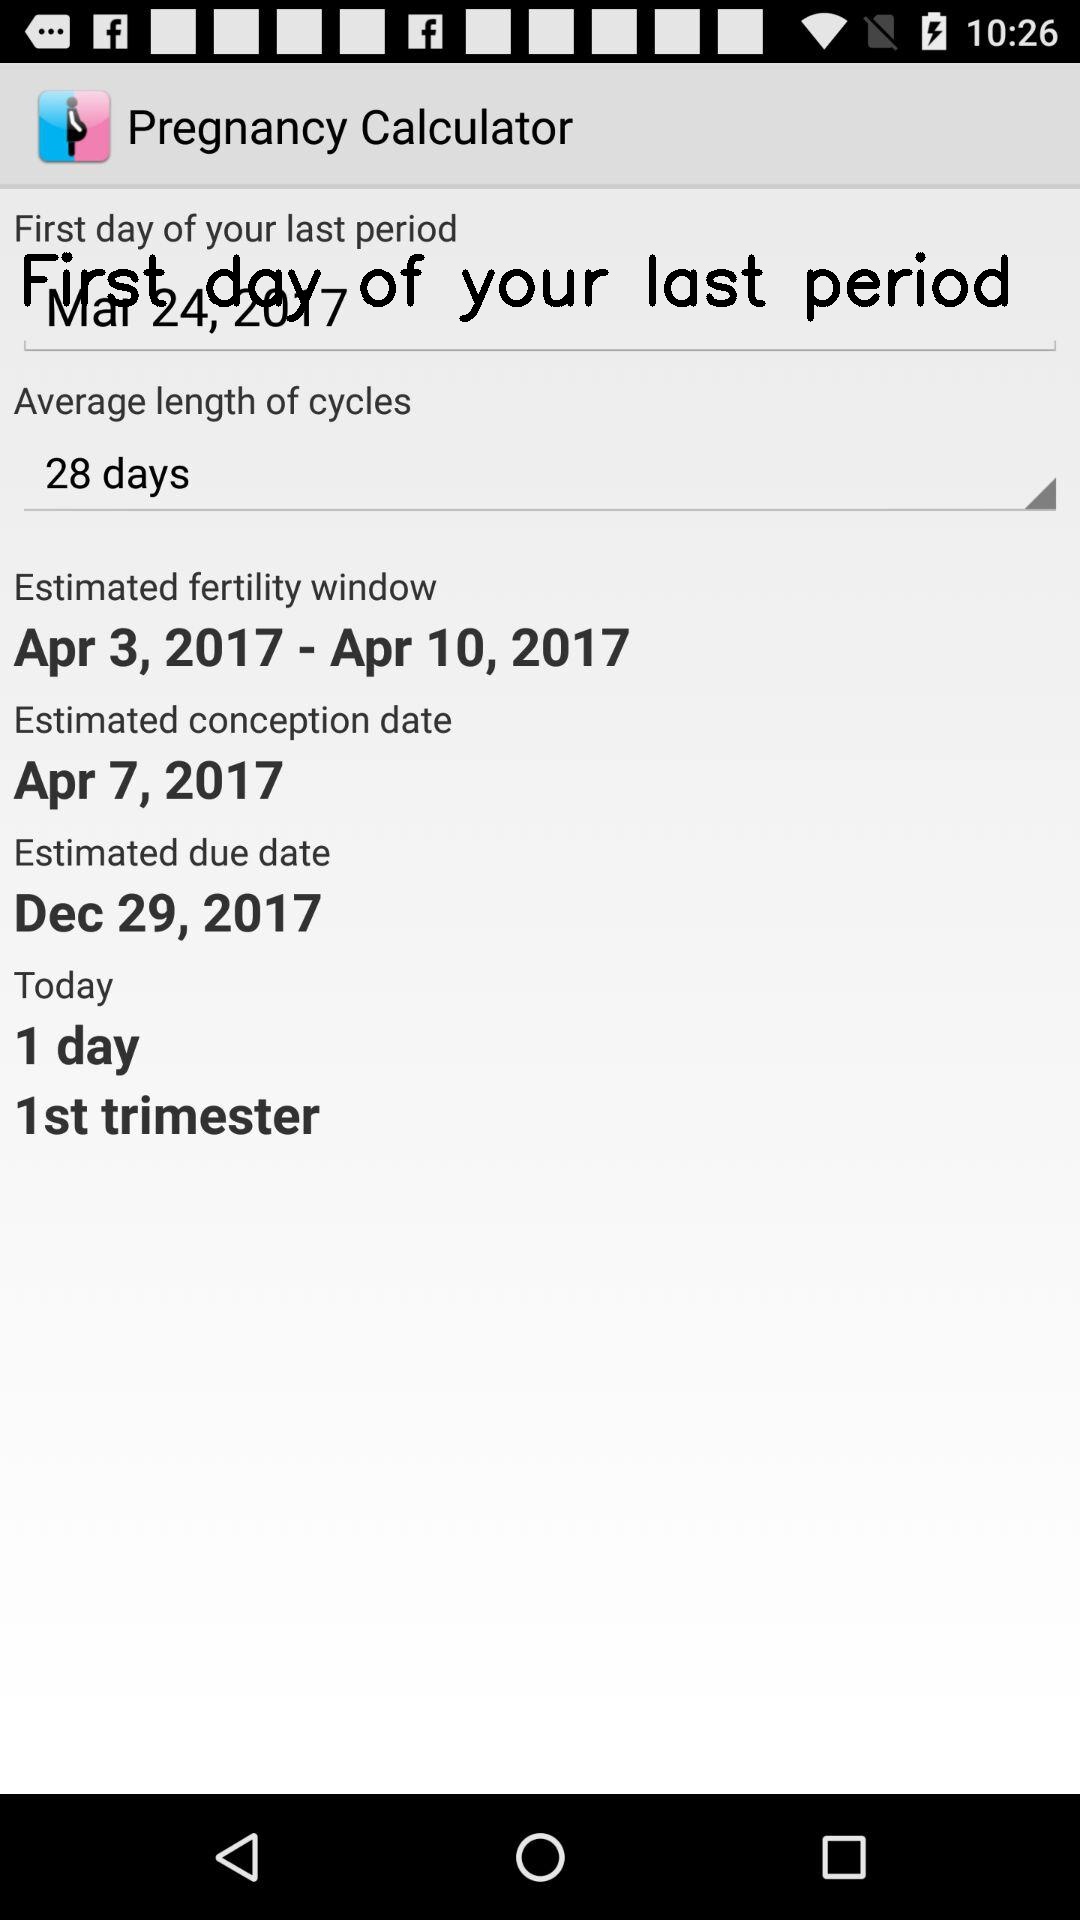 10:26
Pregnancy Calculator
First day of your last period
First day of your last period
Mar 24, 2017
Average length of cycles
28 days
Estimated fertility window
Apr 3, 2017 - Apr 10, 2017
Estimated conception date
Apr 7, 2017
Estimated due date
Dec 29, 2017
Today
1 day
1st trimester